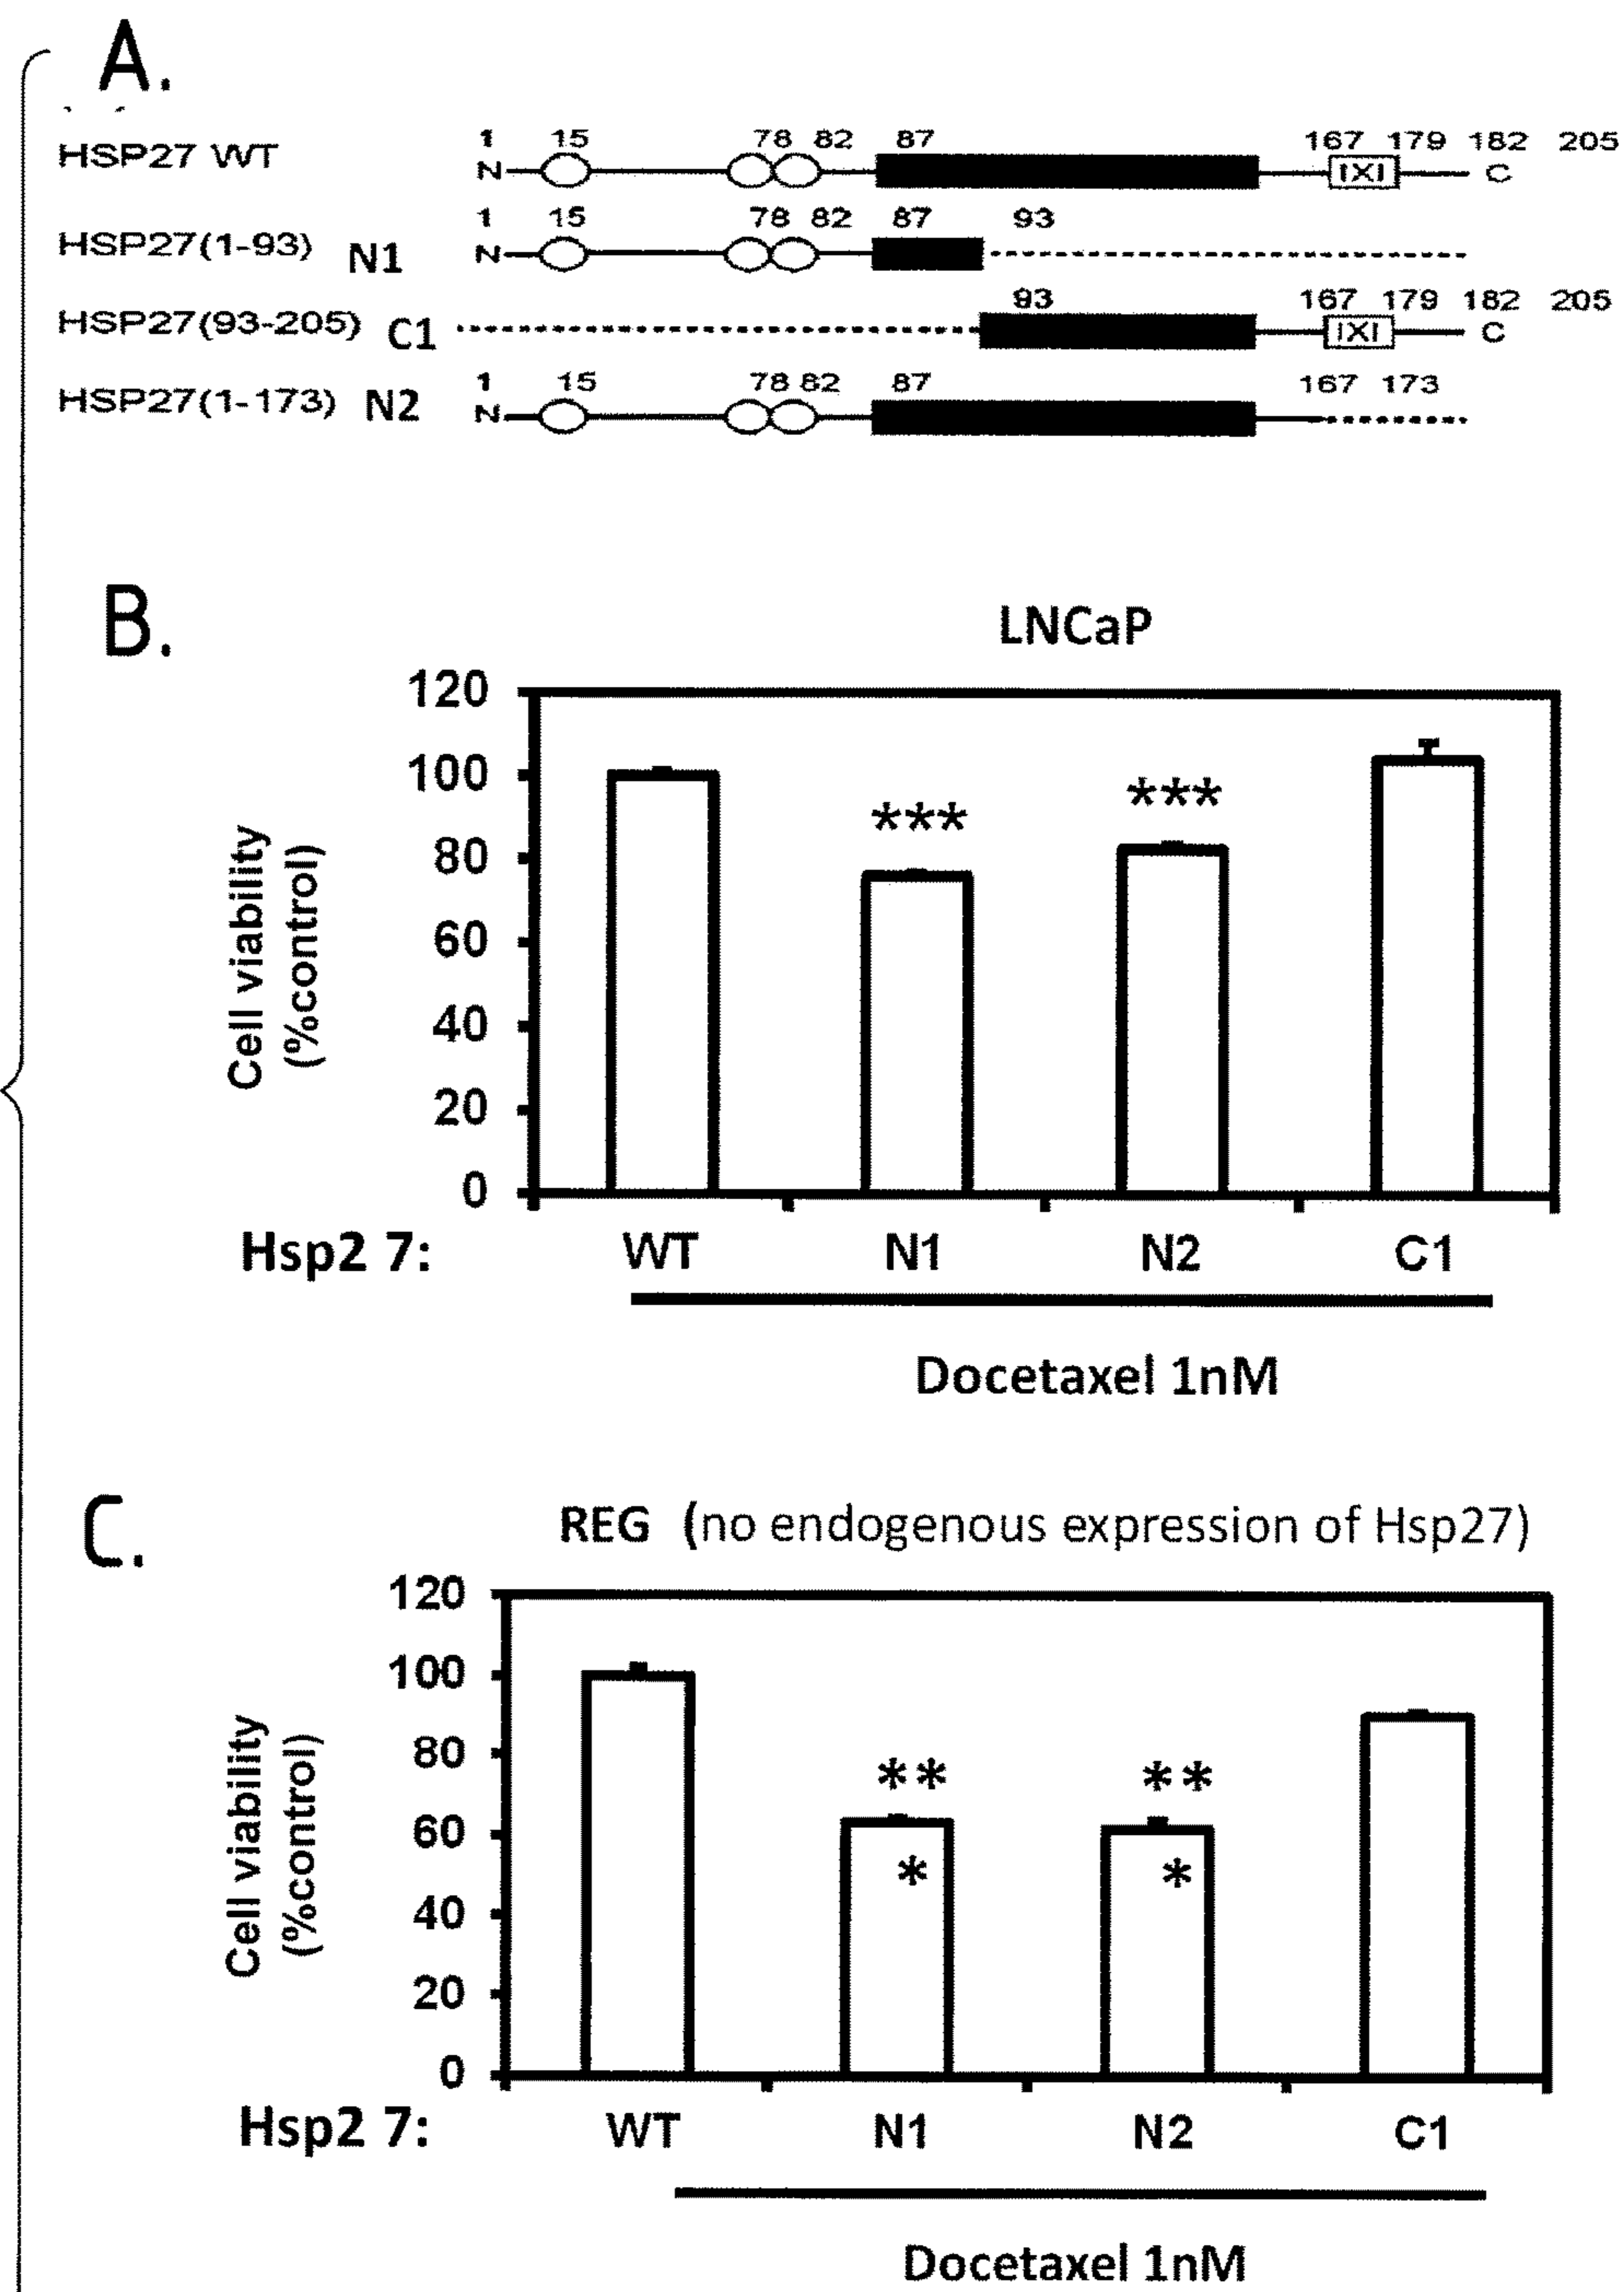 A.
1 15 78 82 87 167 179 182 205
HSP27 WT N IXI C
1 15 78 82 87 93
HSP27(1-93) N1 N
93 167 179 182 205
HSP27(93-205) C1 IXI C
1 15 78 82 87 167 173
HSP27(1-173) N2 N
B.
LNCaP
120
100
80
60
40
20
0
Cell viability
(%control)
*** ***
Hsp2 7: WT N1 N2 C1
Docetaxel 1nM
C.
REG (no endogenous expression of Hsp27)
120
100
80
60
40
20
0
Cell viability
(%control)
** **
* *
Hsp2 7: WT N1 N2 C1
Docetaxel 1nM